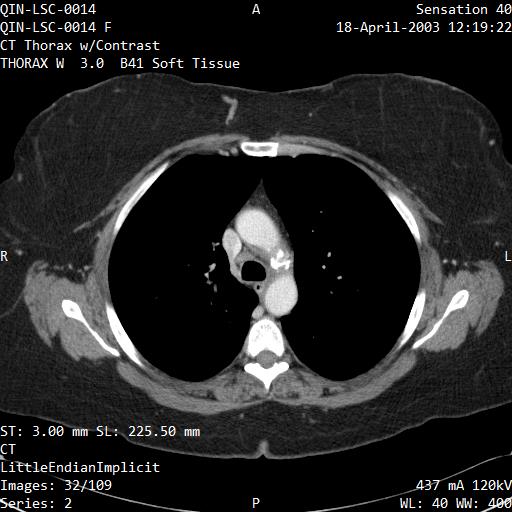 QIN-LSC-0014
QIN-LSC-0014 F
CT Thorax w/Contrast
THORAX W  3.0  B41 Soft Tissue
A
Sensation 40
18-April-2003 12:19:22
R
L
ST: 3.00 mm SL: 225.50 mm
CT
LittleEndianImplicit
Images: 32/109
Series: 2
P
437 mA 120kV
WL: 40 WW: 400